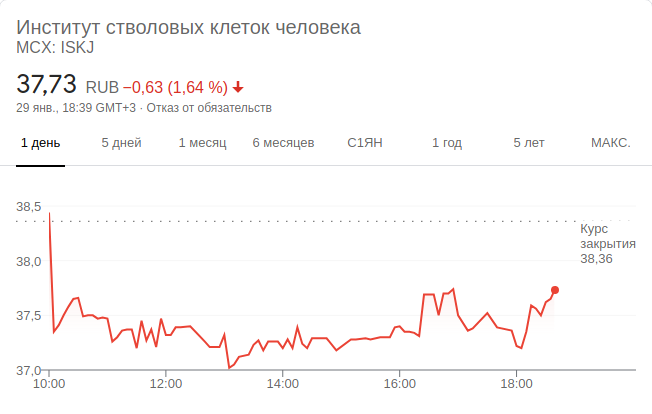 Институт стволовых клеток человека
MCX: ISKJ
37,73 RUB −0,63 (1,64 %)
29 янв., 18:39 GMT+3 · Отказ от обязательств
1 день 5 дней 1 месяц 6 месяцев С1ЯН 1 год 5 лет МАКС.
38,5
Курс
закрытия
38,36
38,0
37,5
37,0
10:00 12:00 14:00 16:00 18:00